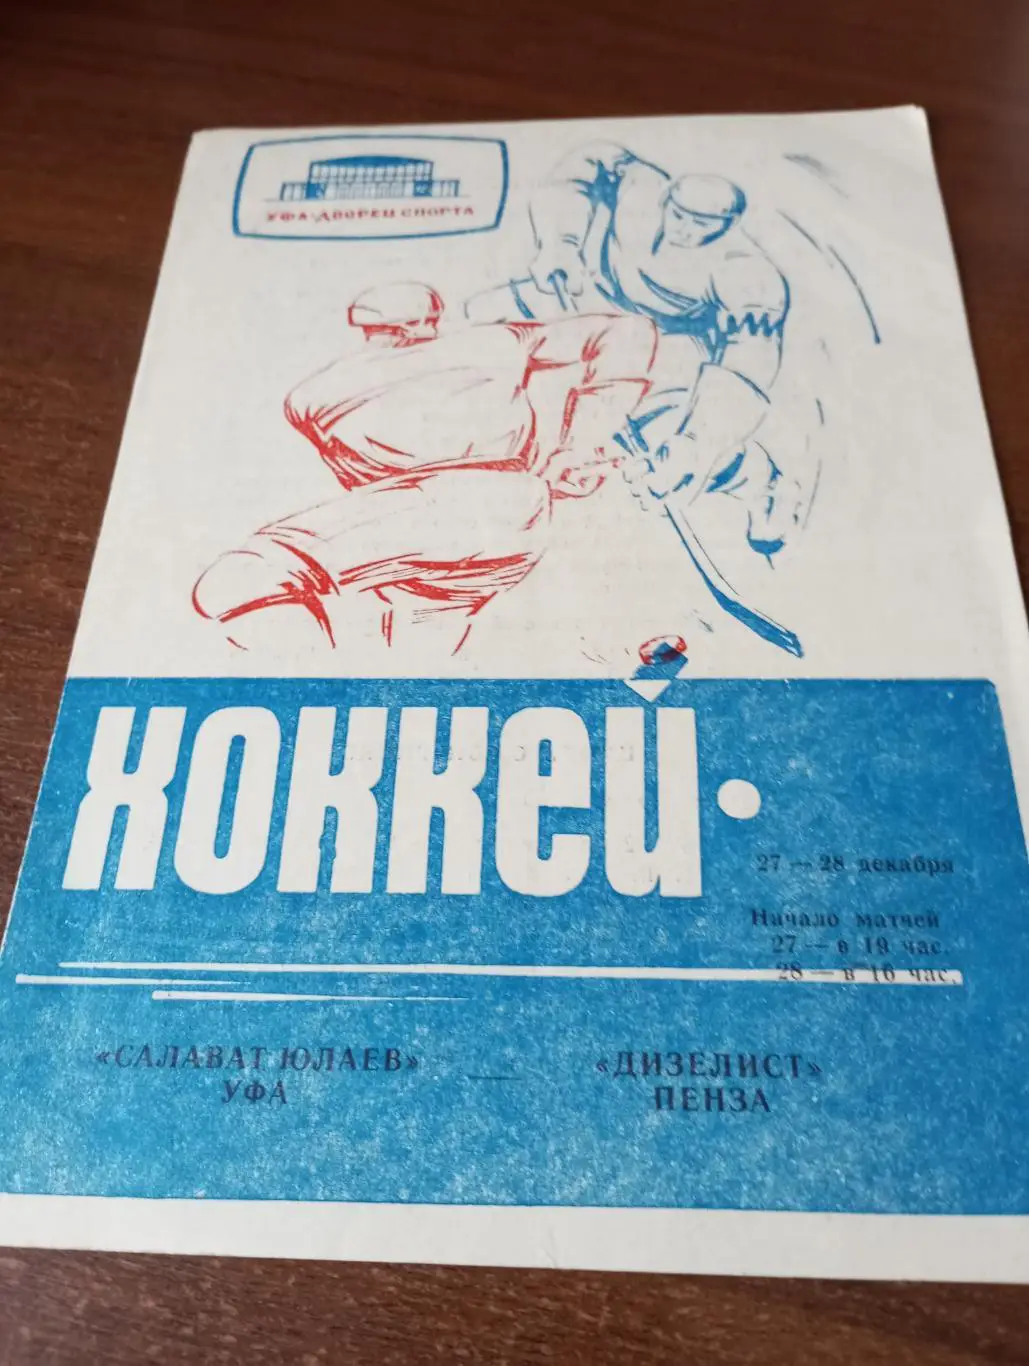 УФА·ДВОРЕЦ СПОРТА
ХОККЕЙ·
27 — 28 декабря
Начало матчей
27 — в 19 час.
28 — в 16 час.
«САЛАВАТ ЮЛАЕВ» — «ДИЗЕЛИСТ»
УФА ПЕНЗА